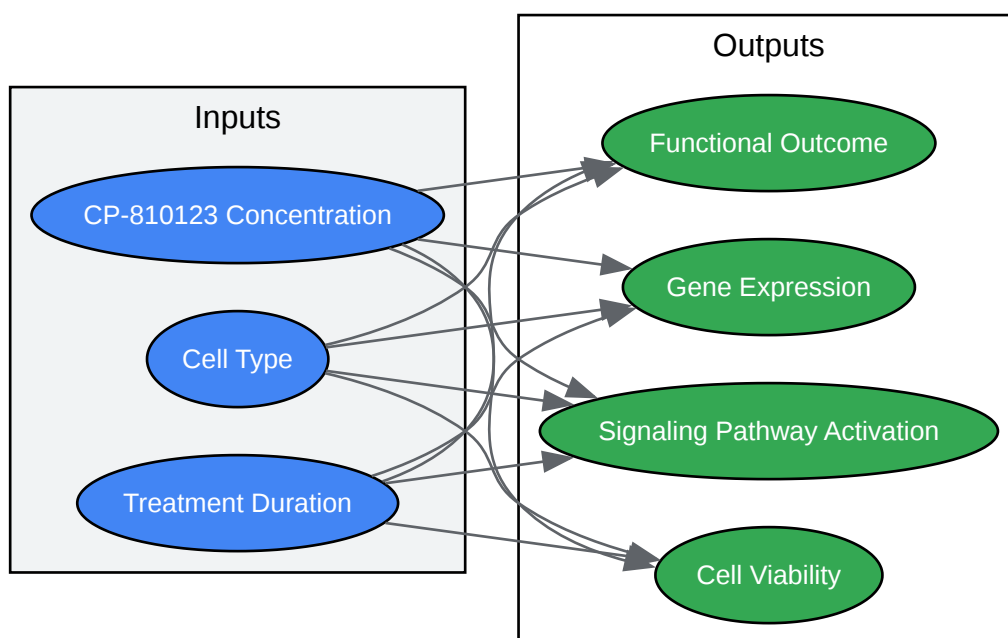 Inputs
CP-810123 Concentration
Cell Type
Treatment Duration
Outputs
Functional Outcome
Gene Expression
Signaling Pathway Activation
Cell Viability